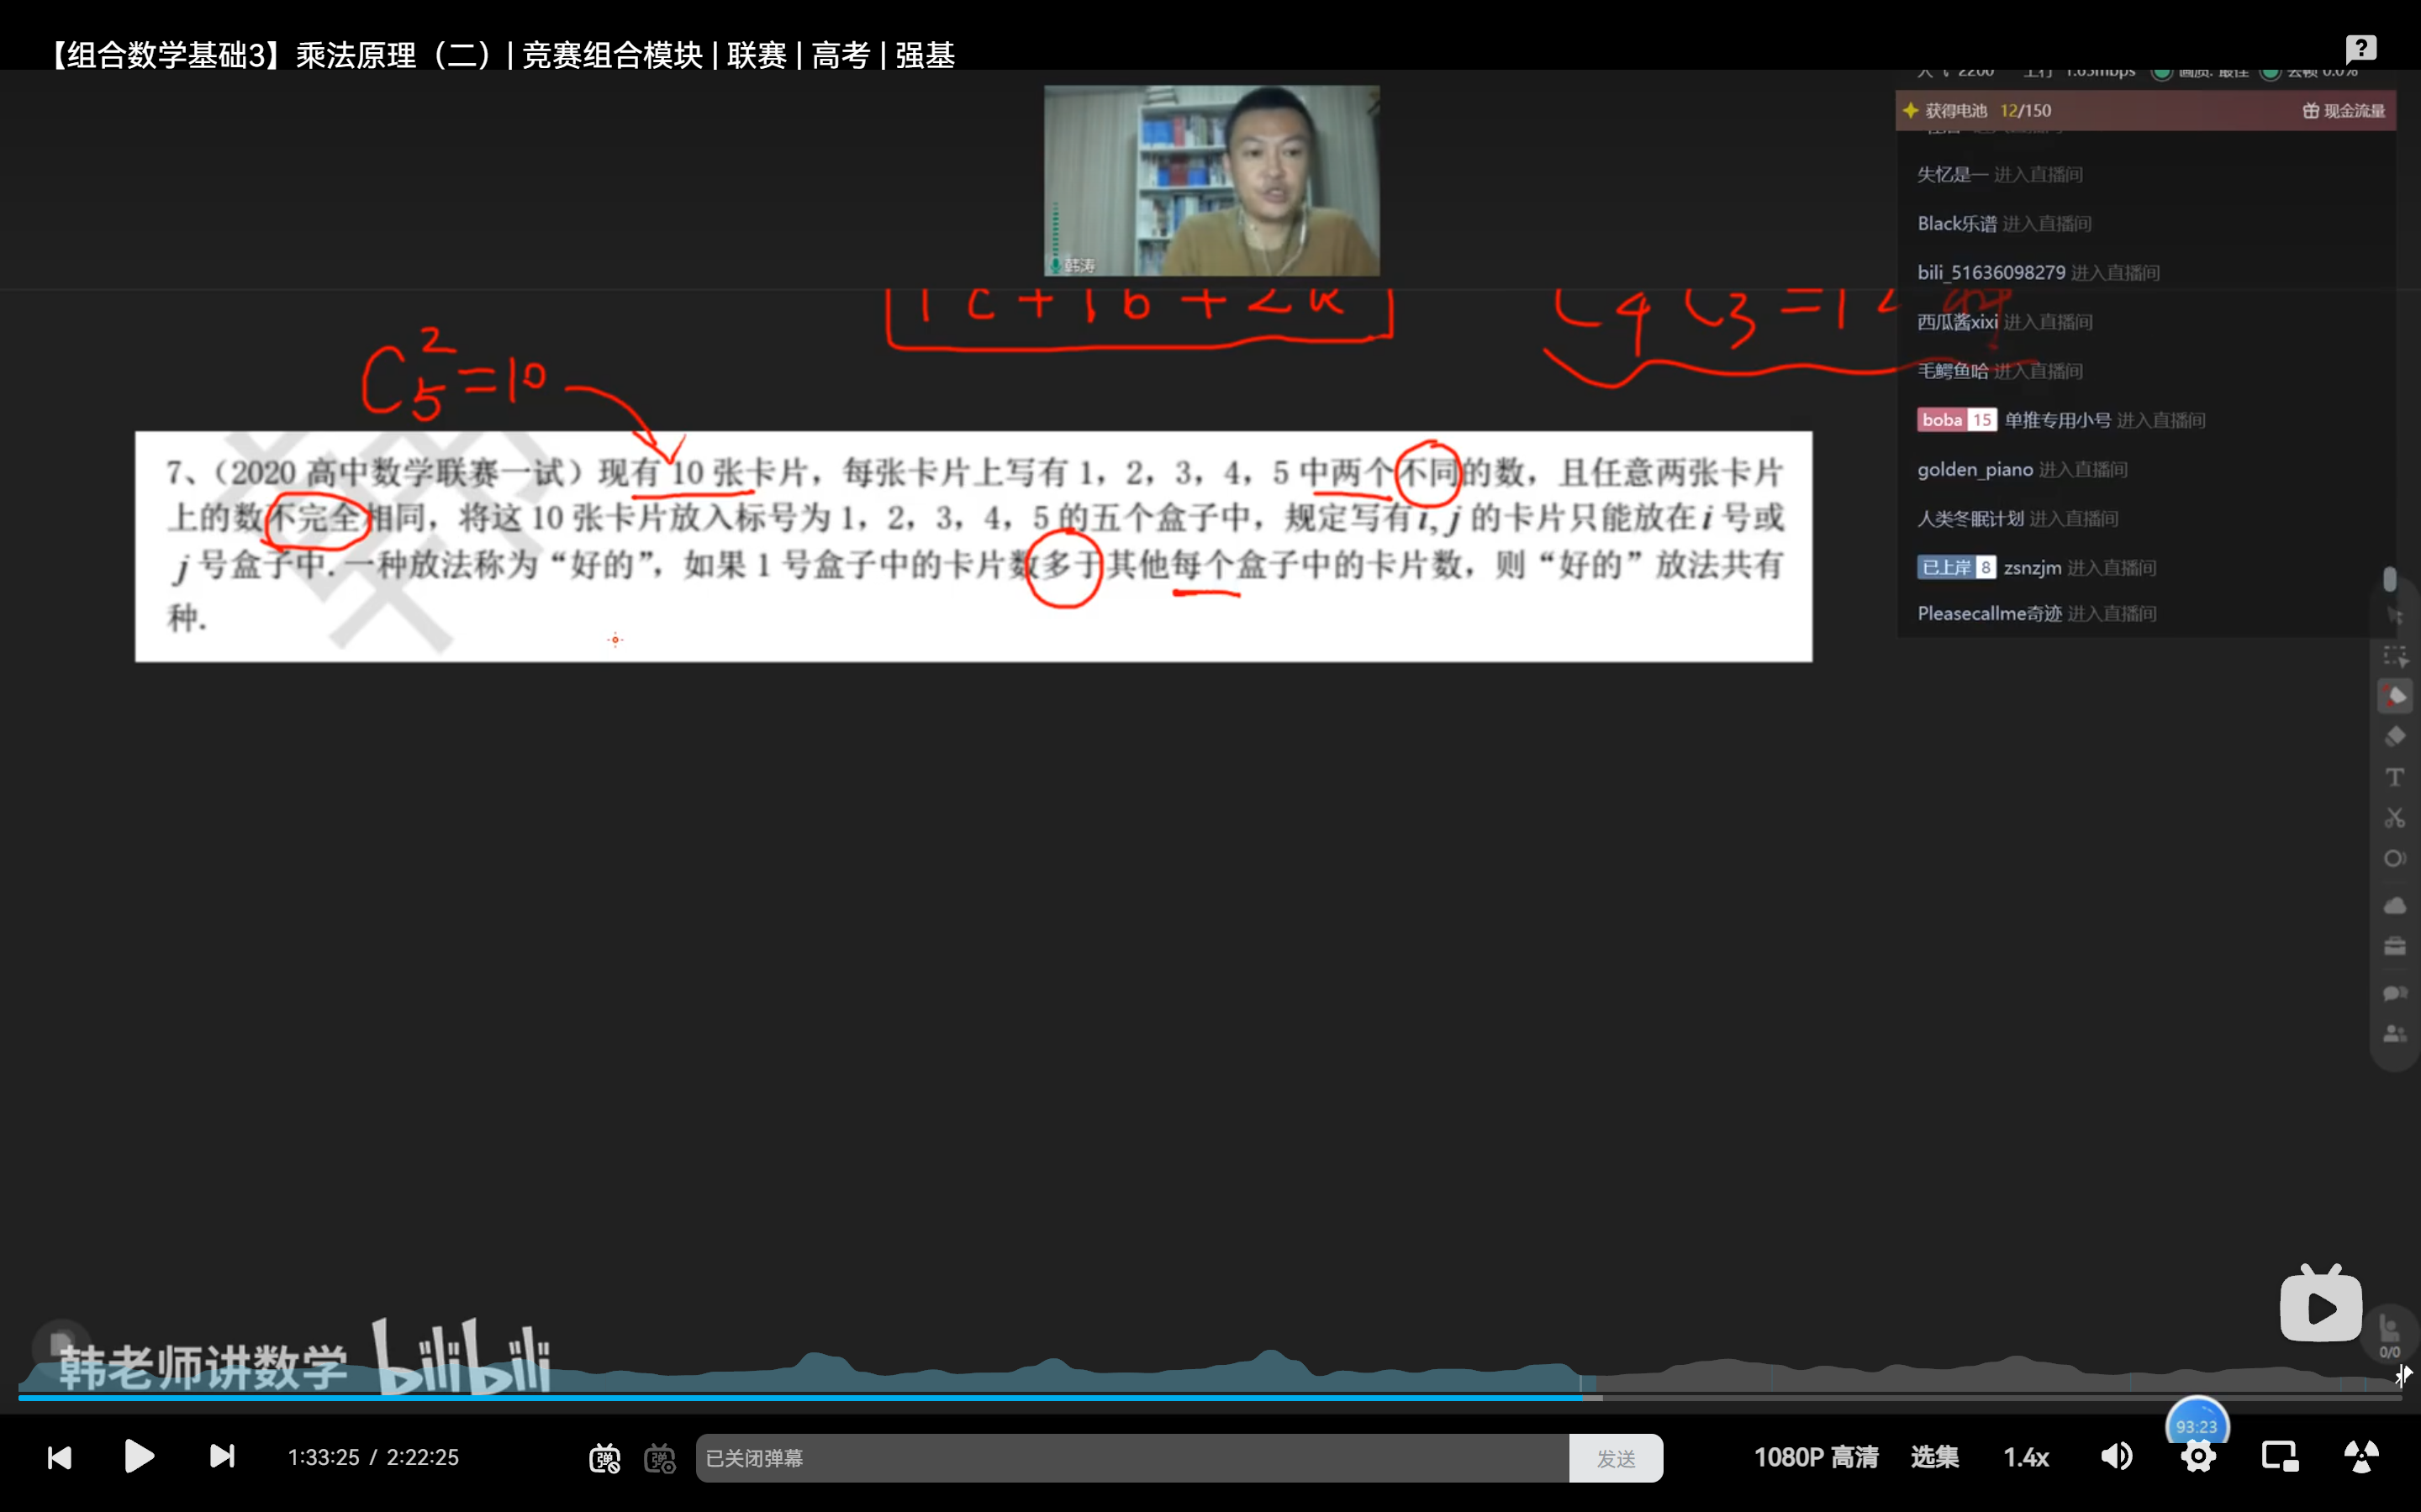 【组合数学基础3】乘法原理（二）| 竞赛组合模块 | 联赛 | 高考 | 强基
获得电池 12/150 现金流量
失忆是一 进入直播间
Black乐谱 进入直播间
bili_51636098279 进入直播间
西瓜酱xixi 进入直播间
毛鳄鱼哈 进入直播间
boba 15 单推专用小号 进入直播间
golden_piano 进入直播间
人类冬眠计划 进入直播间
已上岸 8 zsnzjm 进入直播间
Pleasecallme奇迹 进入直播间
韩涛
1c+1b+2a
C₅²=10
7、（2020 高中数学联赛一试）现有 10 张卡片，每张卡片上写有 1，2，3，4，5 中两个不同的数，且任意两张卡片
上的数不完全相同，将这 10 张卡片放入标号为 1，2，3，4，5 的五个盒子中，规定写有 i, j 的卡片只能放在 i 号或
j 号盒子中.一种放法称为“好的”，如果 1 号盒子中的卡片数多于其他每个盒子中的卡片数，则“好的”放法共有
种.
韩老师讲数学 bilibili
0/0
93:23
1:33:25 / 2:22:25
弹
弹
已关闭弹幕
发送
1080P 高清
选集
1.4x